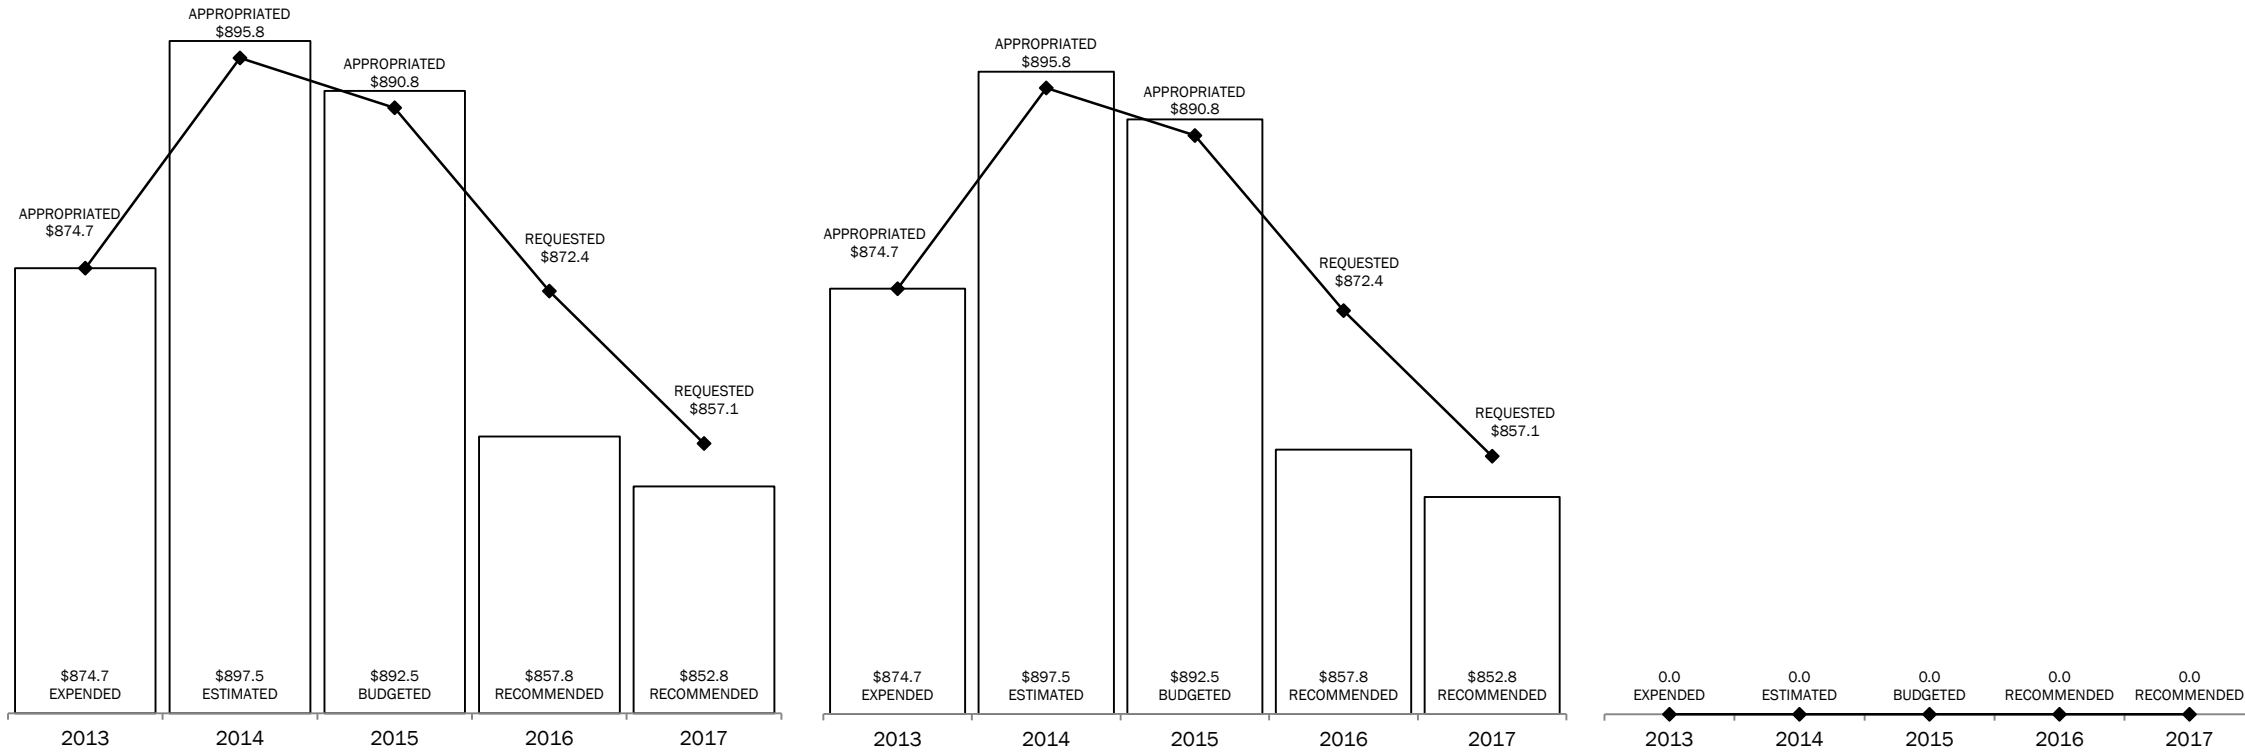 APPROPRIATED
$895.8
APPROPRIATED
$890.8
APPROPRIATED
$874.7
REQUESTED
$872.4
REQUESTED
$857.1
$874.7
EXPENDED
$897.5
ESTIMATED
$892.5
BUDGETED
$857.8
RECOMMENDED
$852.8
RECOMMENDED
2013
2014
2015
2016
2017
APPROPRIATED
$895.8
APPROPRIATED
$890.8
APPROPRIATED
$874.7
REQUESTED
$872.4
REQUESTED
$857.1
$874.7
EXPENDED
$897.5
ESTIMATED
$892.5
BUDGETED
$857.8
RECOMMENDED
$852.8
RECOMMENDED
2013
2014
2015
2016
2017
0.0
EXPENDED
0.0
ESTIMATED
0.0
BUDGETED
0.0
RECOMMENDED
0.0
RECOMMENDED
2013
2014
2015
2016
2017